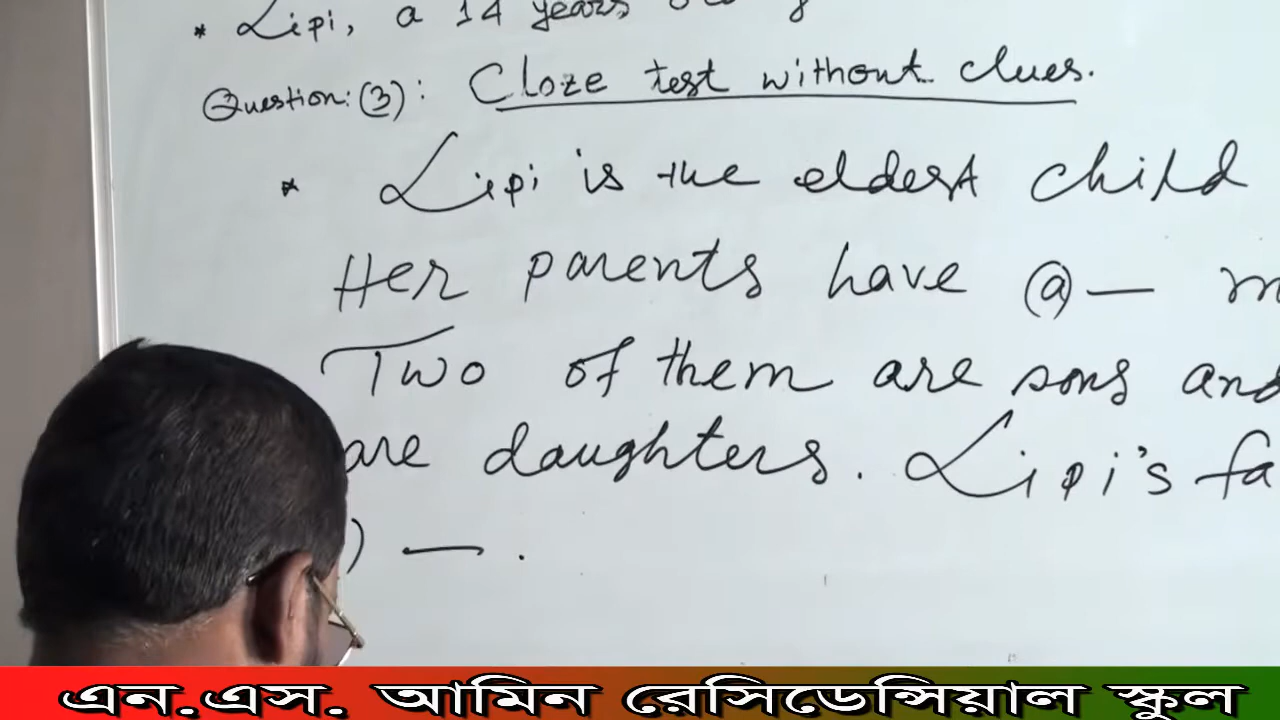 * Lipi, a 14 years old
Question: (3): Cloze test without clues.
* Lipi is the eldest child
Her parents have (a) —
Two of them are sons and
are daughters. Lipi's fa
) — .
এন.এস. আমিন রেসিডেন্সিয়াল স্কুল